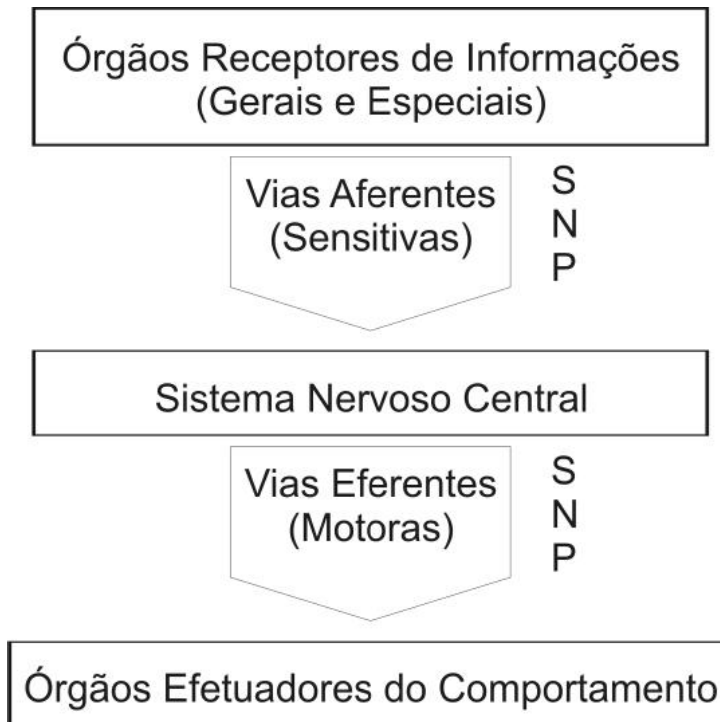 Órgãos Receptores de Informações
(Gerais e Especiais)
Vias Aferentes
(Sensitivas)
S
N
P
Sistema Nervoso Central
Vias Eferentes
(Motoras)
S
N
P
Órgãos Efetuadores do Comportamento